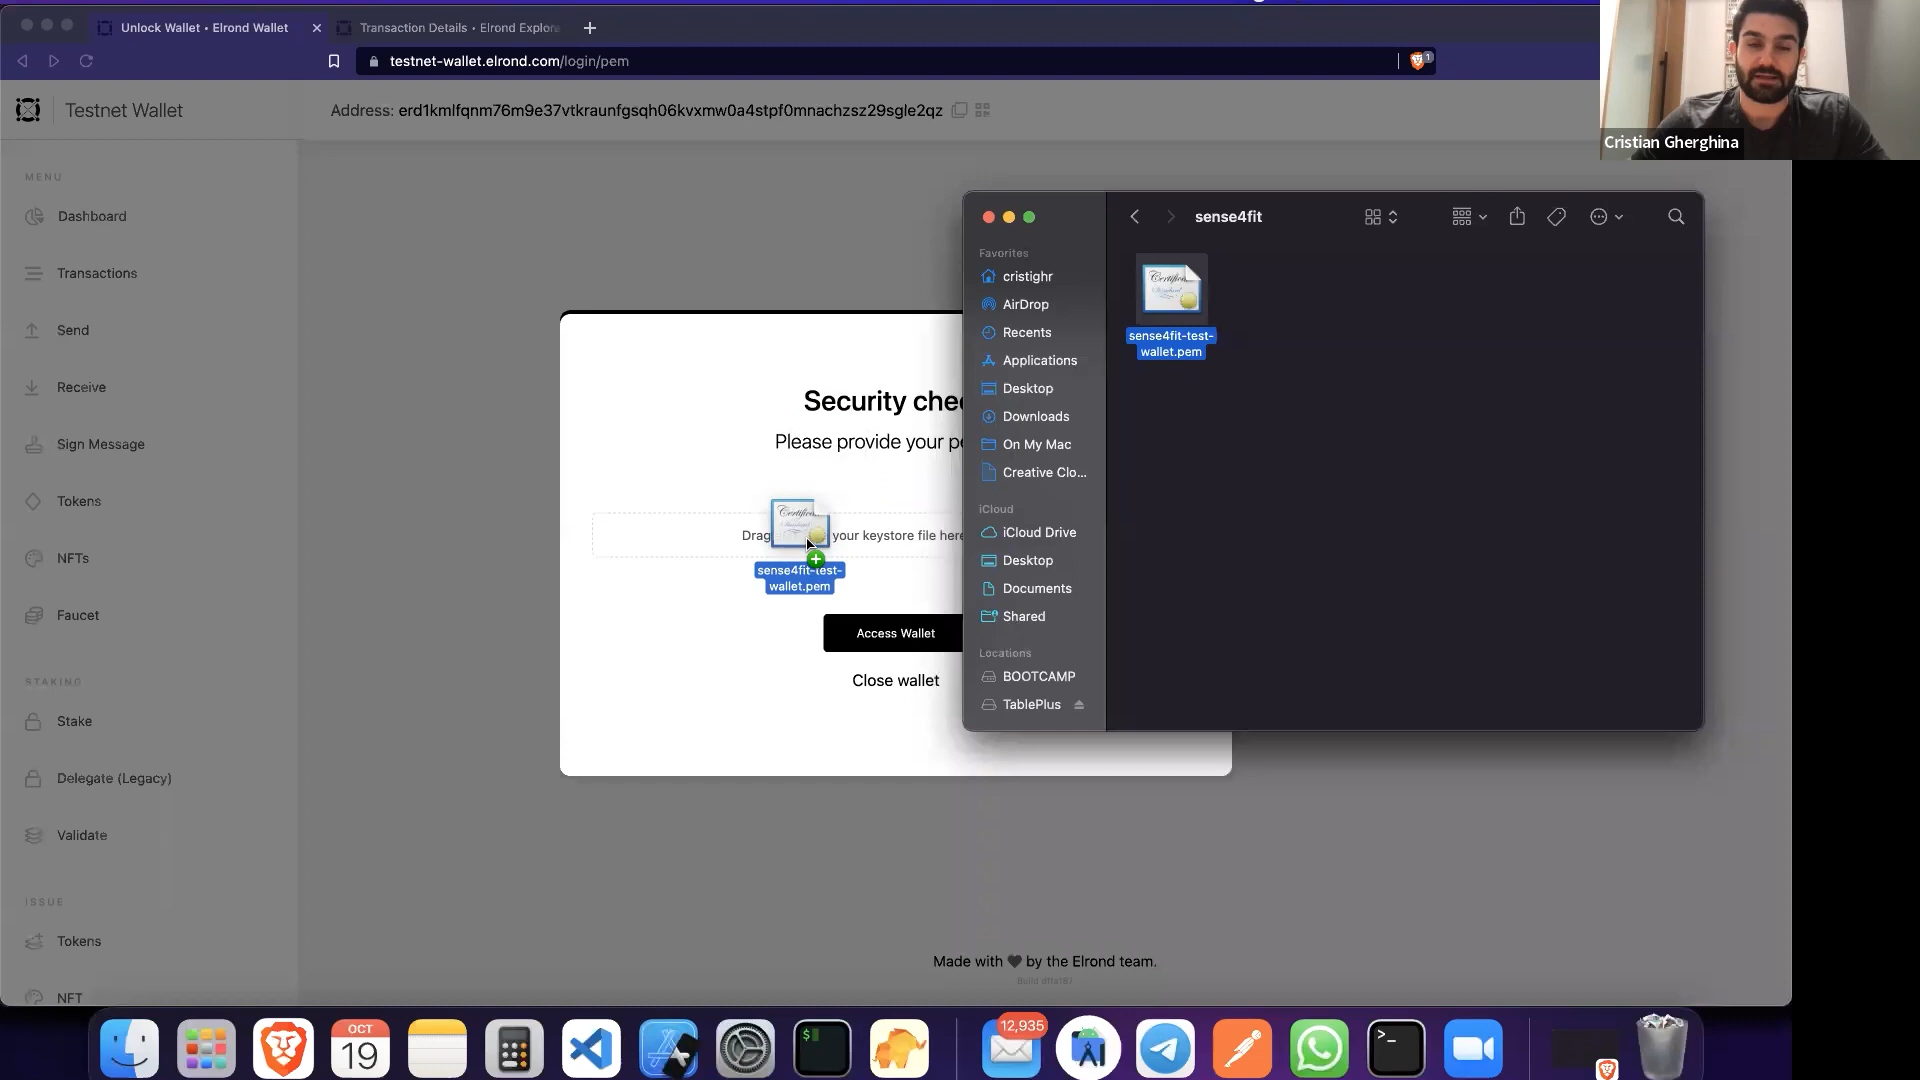 Unlock Wallet • Elrond Wallet
Transaction Details • Elrond Explore
testnet-wallet.elrond.com/login/pem
1
Testnet Wallet
Address: erd1kmlfqnm76m9e37vtkraunfgsqh06kvxmw0a4stpf0mnachzsz29sgle2qz
Cristian Gherghina
MENU
Dashboard
Transactions
Send
Receive
Sign Message
Tokens
NFTs
Faucet
STAKING
Stake
Delegate (Legacy)
Validate
ISSUE
Tokens
NFT
Security chec
Please provide your pe
Drag
your keystore file here
sense4fit-test-
wallet.pem
Access Wallet
Close wallet
sense4fit
Favorites
cristighr
AirDrop
Recents
Applications
Desktop
Downloads
On My Mac
Creative Clo...
iCloud
iCloud Drive
Desktop
Documents
Shared
Locations
BOOTCAMP
TablePlus
Certificate
sense4fit-test-
wallet.pem
Made with by the Elrond team.
OCT
19
12,935